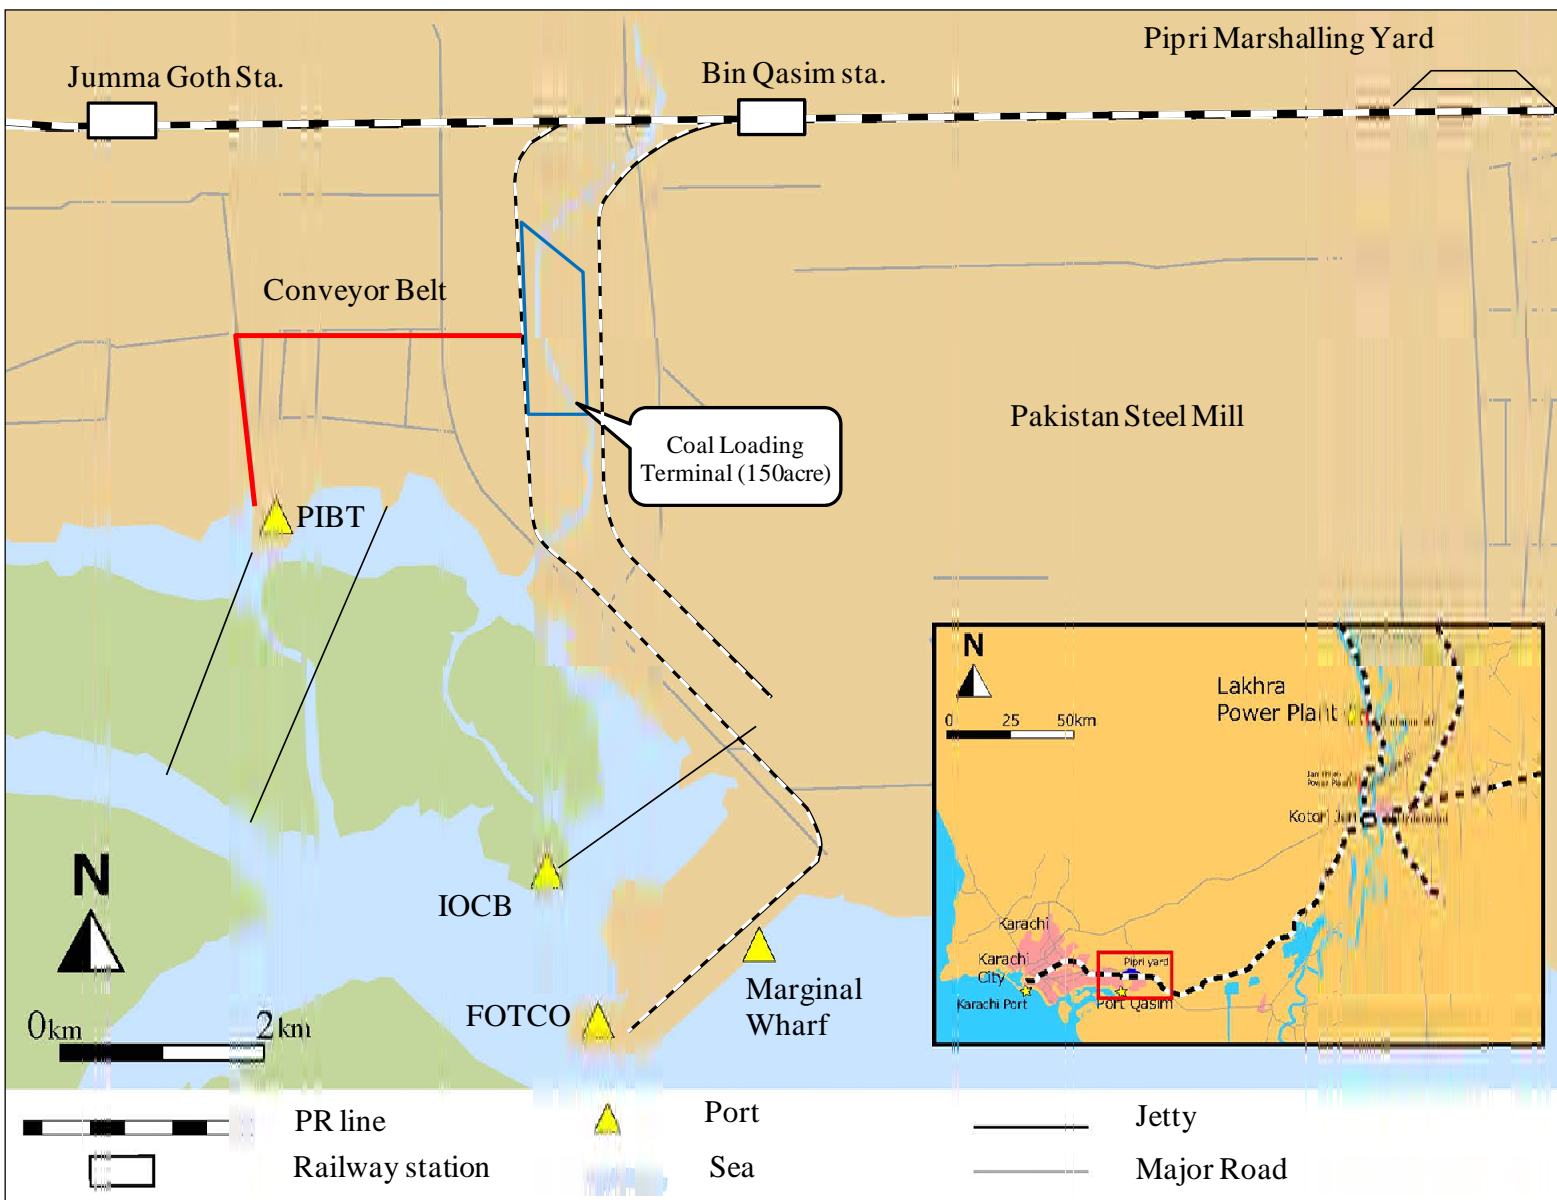 Pipri Marshalling Yard
Jumma Goth Sta.
Bin Qasim sta.
Conveyor Belt
Pakistan Steel Mill
Coal Loading
Terminal (150acre)
PIBT
N
Lakhra
Power Plant
0 25 50km
Kotori Jun
N
IOCB
Karachi
Karachi
City
Pipri yard
Karachi Port
Port Qasim
Marginal
Wharf
FOTCO
0km 2km
PR line
Port
Jetty
Railway station
Sea
Major Road